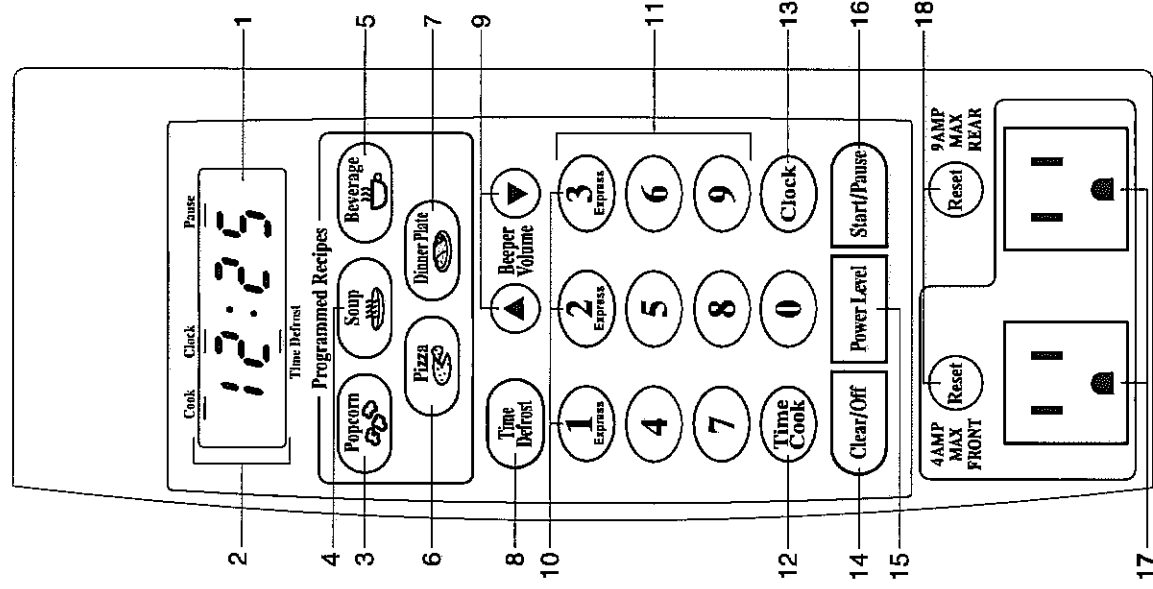 1
2
Cook Clock Pause
12:25
Time Defrost
3
4
5
6
7
Programmed Recipes
Popcorn Soup Beverage
Pizza Dinner Plate
8
9
10
11
Time
Defrost
▲ Beeper
Volume ▼
1 2 3
Express Express Express
4 5 6
7 8 9
12
13
Time
Cook
0 Clock
14
15
16
Clear/Off Power Level Start/Pause
17
18
4AMP
MAX
FRONT
Reset
9AMP
MAX
REAR
Reset